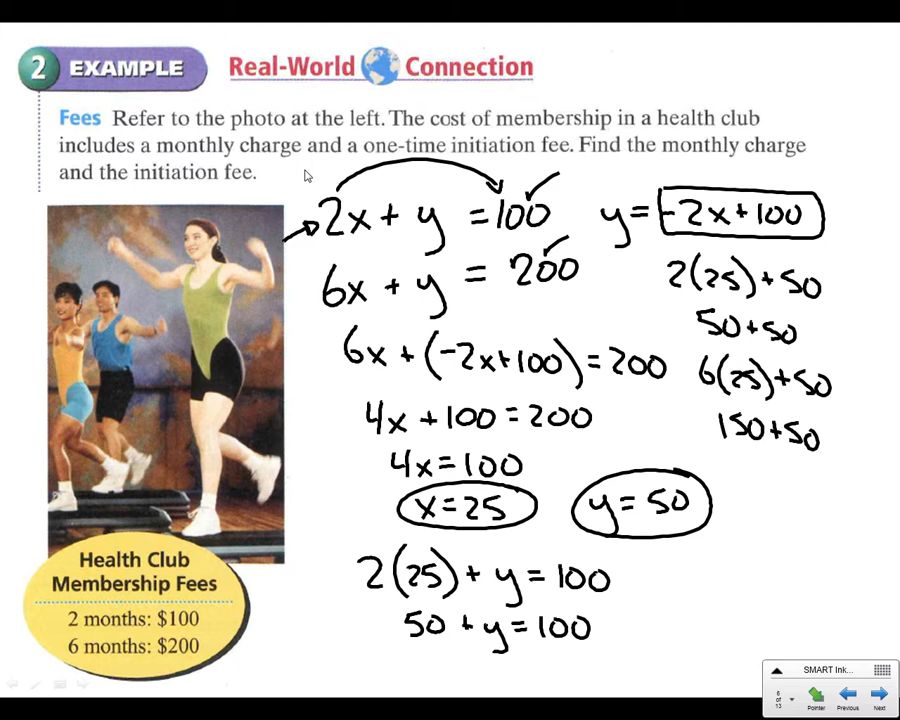 2 EXAMPLE Real-World Connection
Fees Refer to the photo at the left. The cost of membership in a health club
includes a monthly charge and a one-time initiation fee. Find the monthly charge
and the initiation fee.
2x + y = 100
6x + y = 200
6x + (-2x+100) = 200
4x + 100 = 200
4x = 100
x = 25
y = 50
2(25) + y = 100
50 + y = 100
y = -2x + 100
2(25) + 50
50 + 50
6(25) + 50
150 + 50
Health Club
Membership Fees
2 months: $100
6 months: $200
SMART Ink...
6
of
13
Pointer
Previous
Next